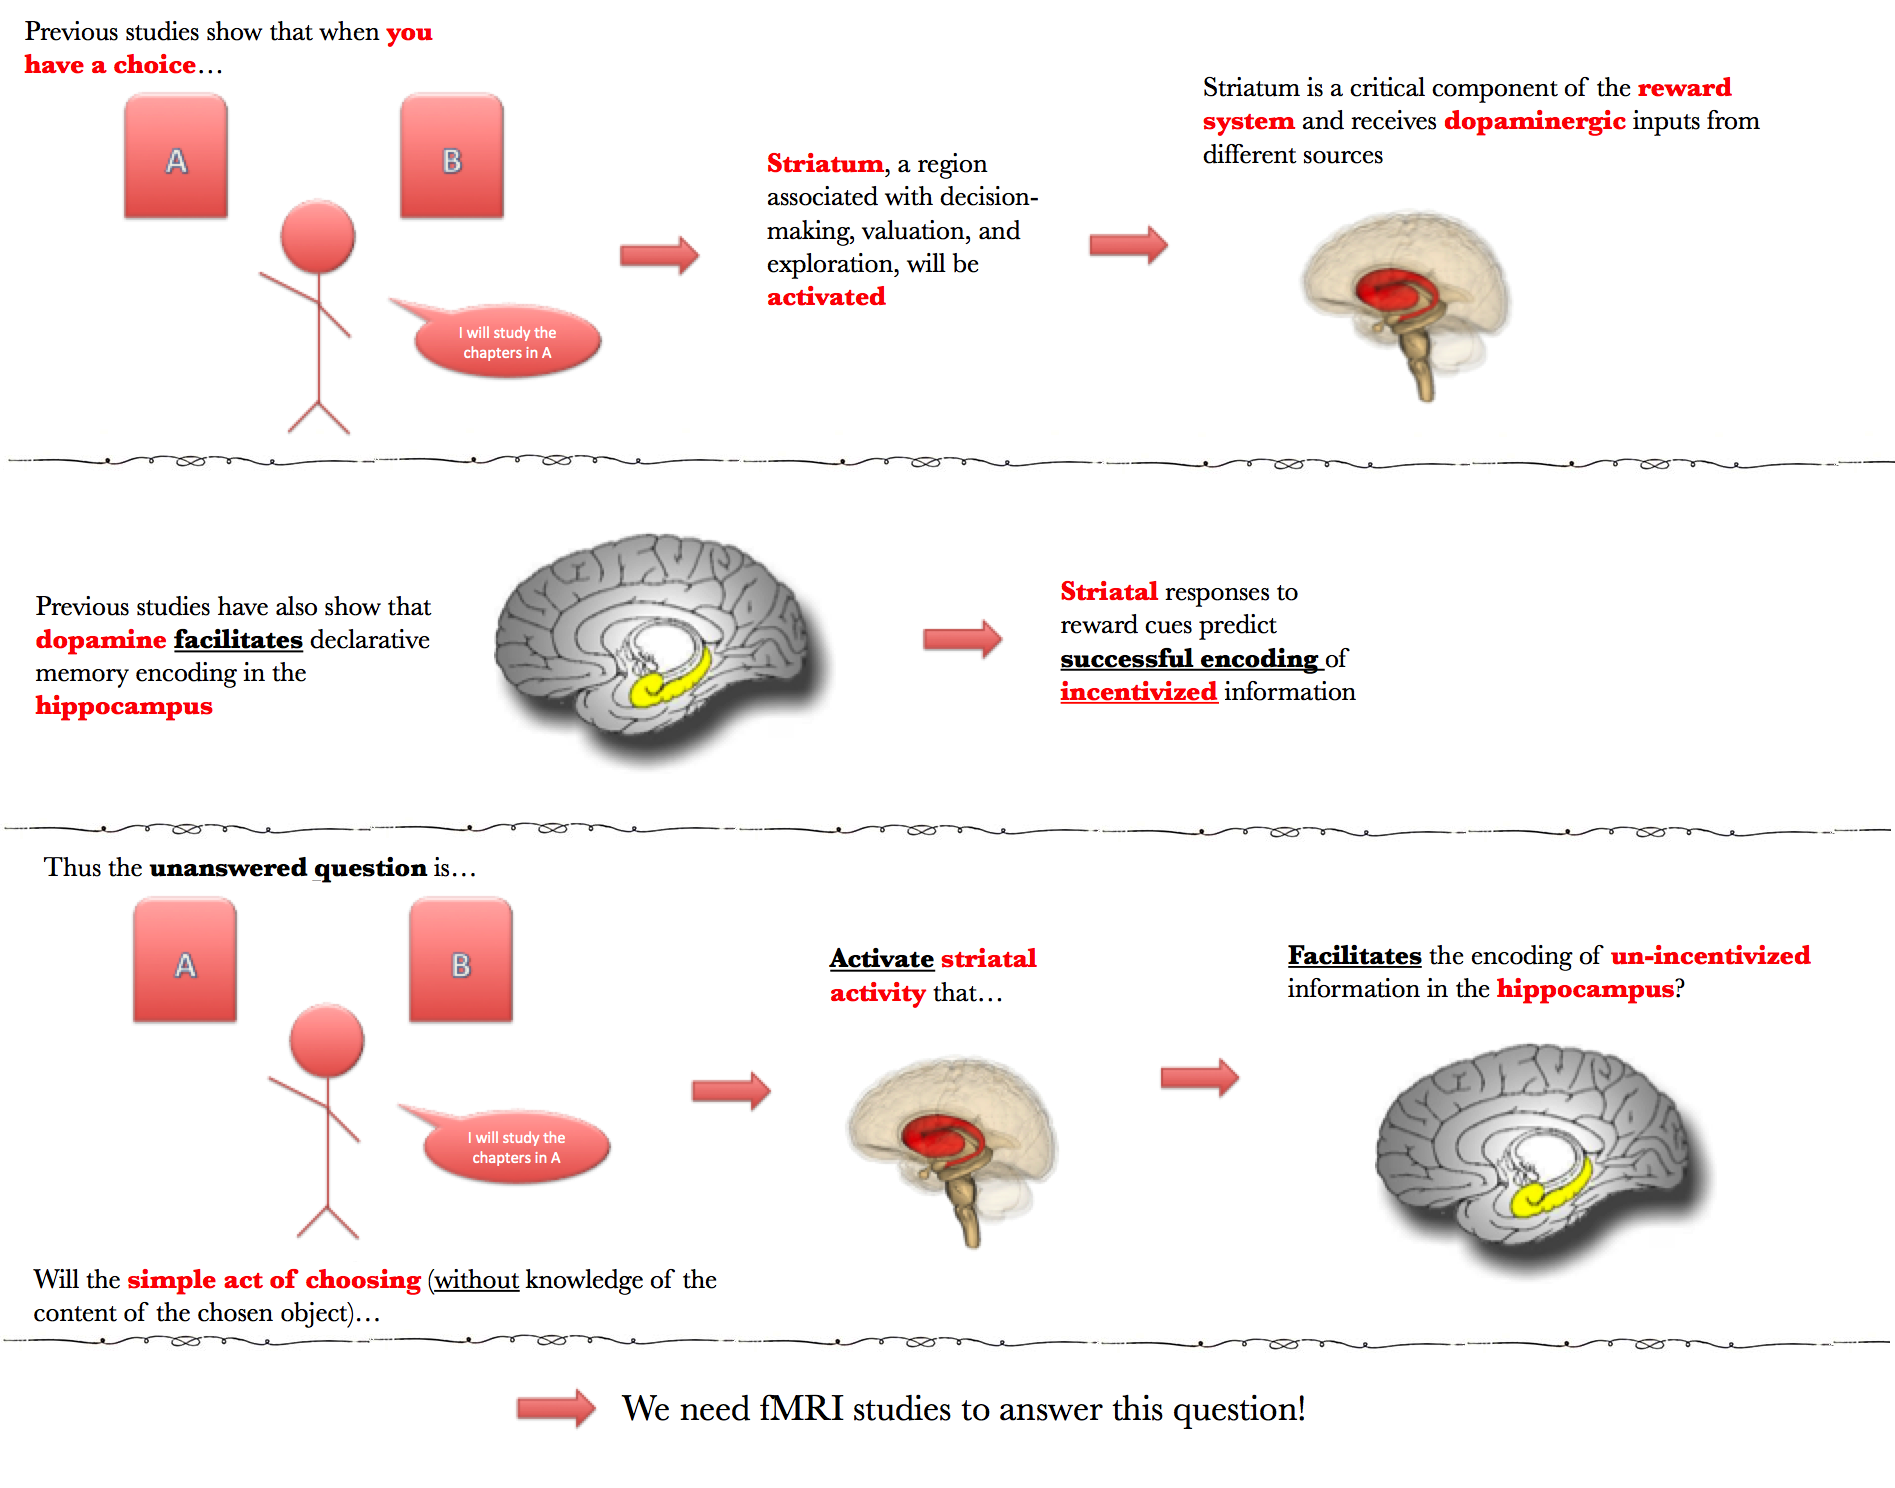 Previous studies show that when you
have a choice…
A
B
I will study the
chapters in A
Striatum, a region
associated with decision-
making, valuation, and
exploration, will be
activated
Striatum is a critical component of the reward
system and receives dopaminergic inputs from
different sources
Previous studies have also show that
dopamine facilitates declarative
memory encoding in the
hippocampus
Striatal responses to
reward cues predict
successful encoding of
incentivized information
Thus the unanswered question is…
A
B
I will study the
chapters in A
Will the simple act of choosing (without knowledge of the
content of the chosen object)…
Activate striatal
activity that…
Facilitates the encoding of un-incentivized
information in the hippocampus?
We need fMRI studies to answer this question!